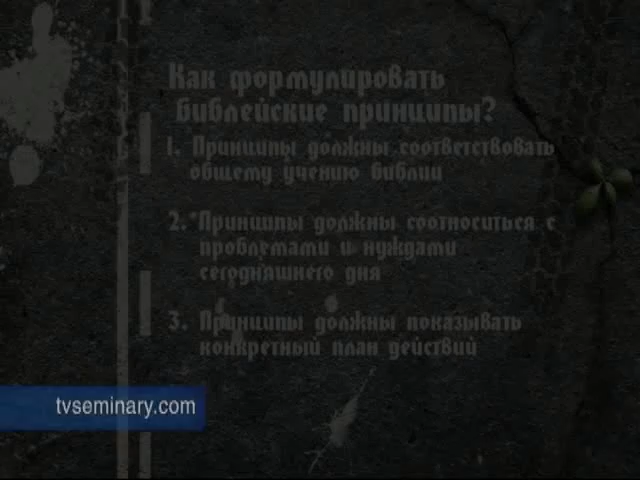 Как формулировать
библейские принципы?
1. Принципы должны соответствовать
общему учению библии
2. Принципы должны соотноситься с
проблемами и нуждами
сегодняшнего дня
3. Принципы должны показывать
конкретный план действий
tvseminary.com